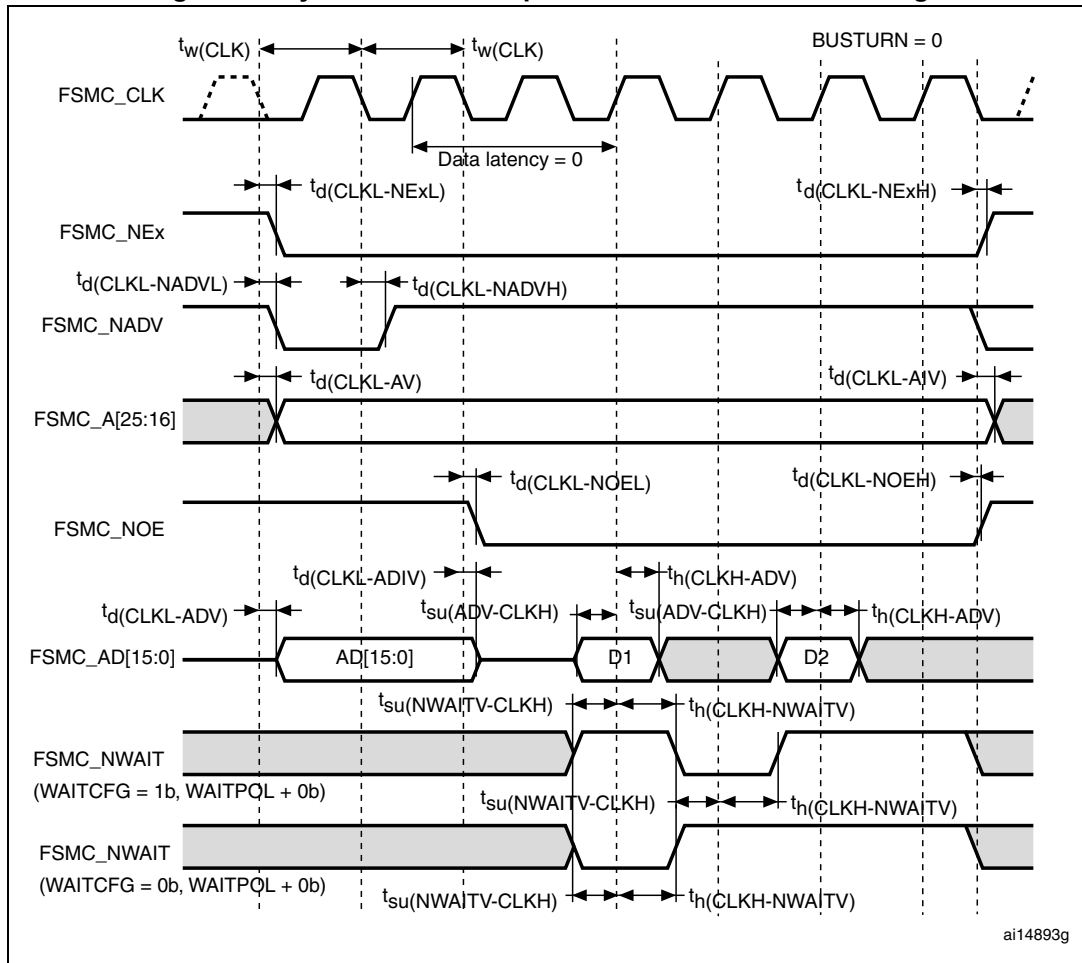 tw(CLK) tw(CLK) BUSTURN = 0
FSMC_CLK
Data latency = 0
td(CLKL-NExL) td(CLKL-NExH)
FSMC_NEx
td(CLKL-NADVL) td(CLKL-NADVH)
FSMC_NADV
td(CLKL-AV) td(CLKL-AIV)
FSMC_A[25:16]
td(CLKL-NOEL) td(CLKL-NOEH)
FSMC_NOE
td(CLKL-ADIV) th(CLKH-ADV)
td(CLKL-ADV) tsu(ADV-CLKH) tsu(ADV-CLKH) th(CLKH-ADV)
FSMC_AD[15:0] AD[15:0] D1 D2
tsu(NWAITV-CLKH) th(CLKH-NWAITV)
FSMC_NWAIT
(WAITCFG = 1b, WAITPOL + 0b)
tsu(NWAITV-CLKH) th(CLKH-NWAITV)
FSMC_NWAIT
(WAITCFG = 0b, WAITPOL + 0b)
tsu(NWAITV-CLKH) th(CLKH-NWAITV)
ai14893g